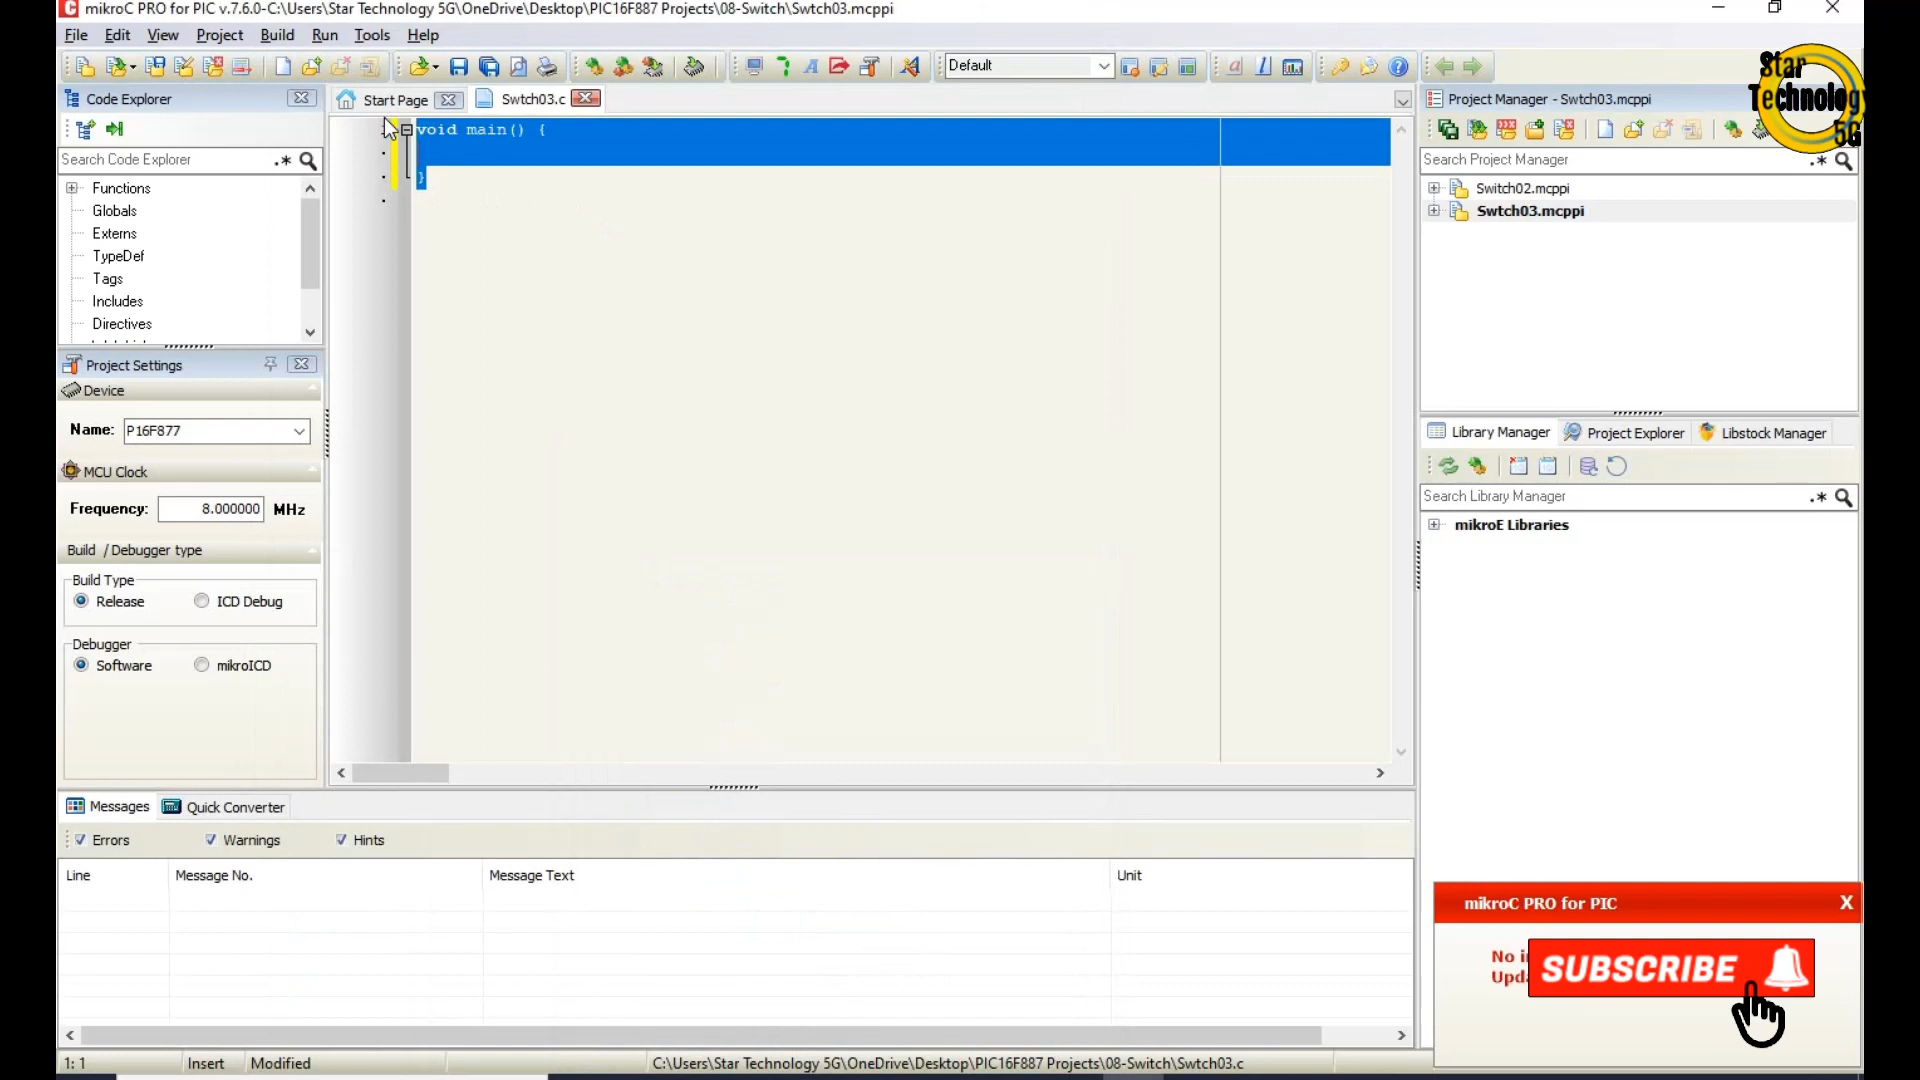 mikroC PRO for PIC v.7.6.0-C:\Users\Star Technology 5G\OneDrive\Desktop\PIC16F887 Projects\08-Switch\Swtch03.mcppi
File Edit View Project Build Run Tools Help
Default
Star Technology 5G
Code Explorer
Start Page
Swtch03.c
Project Manager - Swtch03.mcppi
void main() {
}
Search Code Explorer
Functions
Globals
Externs
TypeDef
Tags
Includes
Directives
Search Project Manager
Switch02.mcppi
Swtch03.mcppi
Project Settings
Device
Name: P16F877
MCU Clock
Frequency: 8.000000 MHz
Build / Debugger type
Build Type
Release ICD Debug
Debugger
Software mikroICD
Library Manager Project Explorer Libstock Manager
Search Library Manager
mikroE Libraries
Messages Quick Converter
Errors Warnings Hints
Line Message No. Message Text Unit
mikroC PRO for PIC X
No
SUBSCRIBE
1: 1 Insert Modified C:\Users\Star Technology 5G\OneDrive\Desktop\PIC16F887 Projects\08-Switch\Swtch03.c